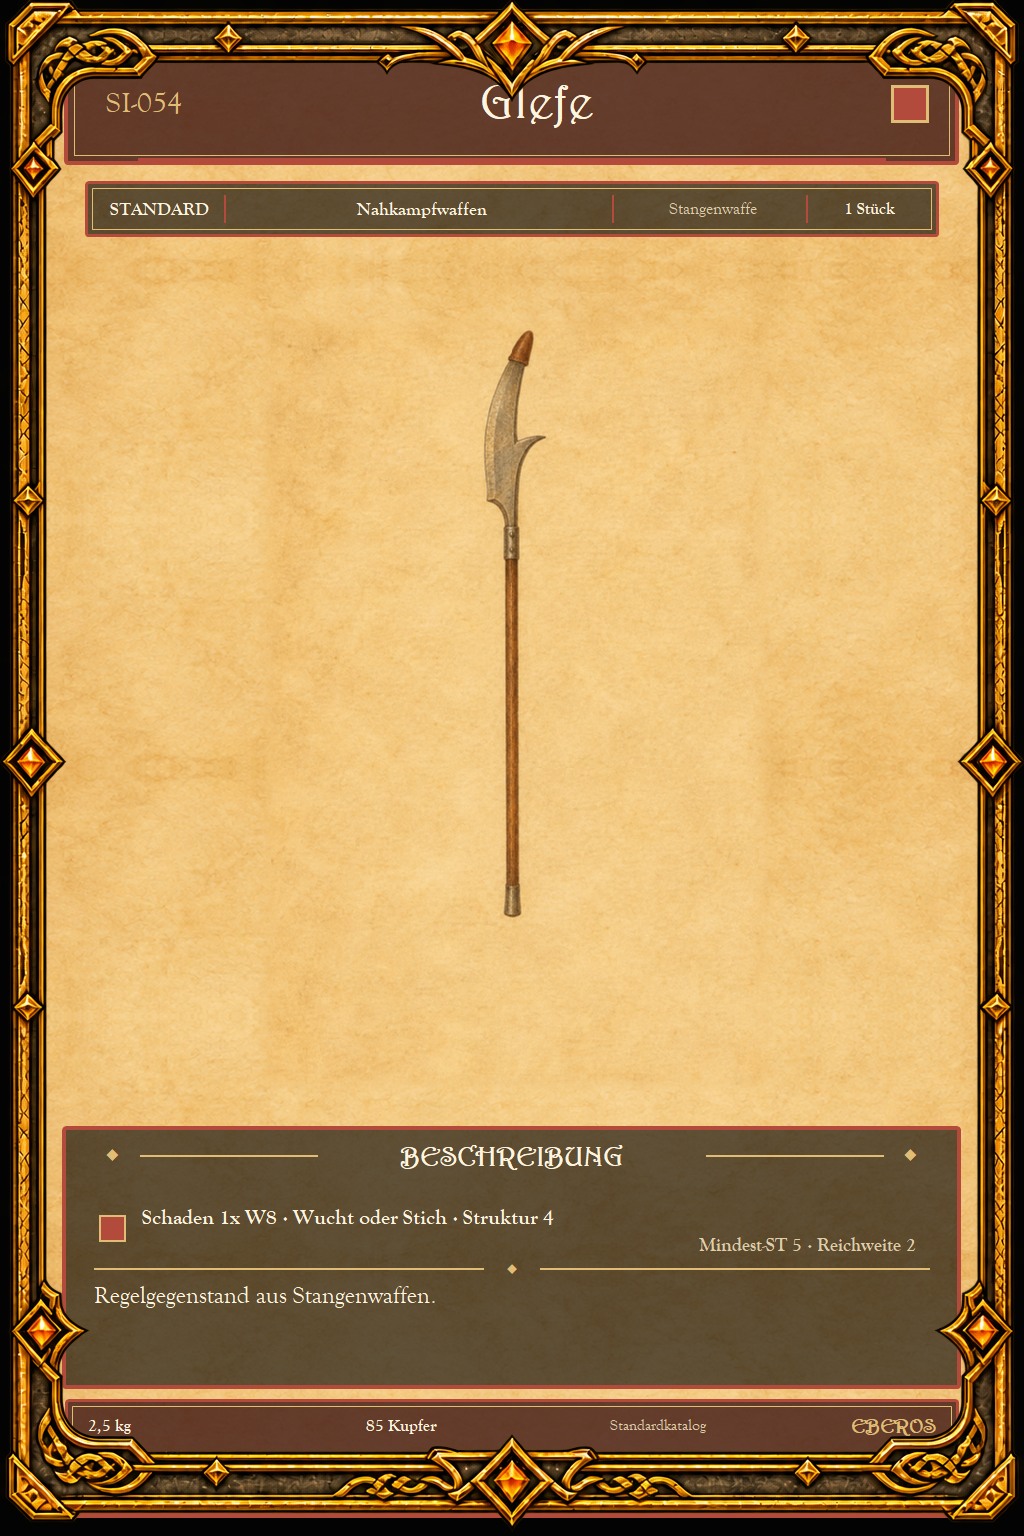 SI-054
Glefe
STANDARD
Nahkampfwaffen
Stangenwaffe
1 Stück
BESCHREIBUNG
Schaden 1x W8 · Wucht oder Stich · Struktur 4
Mindest-ST 5 · Reichweite 2
Regelgegenstand aus Stangenwaffen.
2,5 kg
85 Kupfer
Standardkatalog
EBEROS